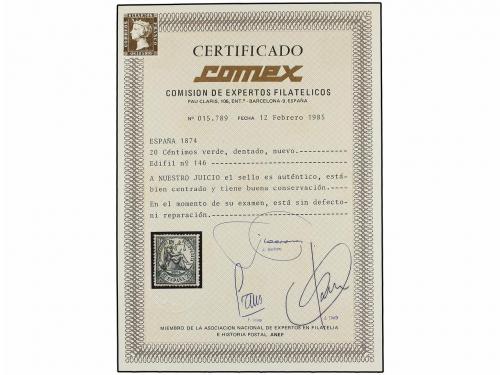 CERTIFICADO
comex
COMISION DE EXPERTOS FILATELICOS
PAU CLARIS, 106, ENT.º - BARCELONA-9. ESPAÑA
Nº 015.789 FECHA 12 Febrero 1985
ESPAÑA 1874
20 Céntimos verde, dentado, nuevo.
Edifil nº 146
A NUESTRO JUICIO el sello es auténtico, está
bien centrado y tiene buena conservación.
En el momento de su examen, está sin defecto
ni reparación.
MIEMBRO DE LA ASOCIACION NACIONAL DE EXPERTOS EN FILATELIA
E HISTORIA POSTAL ANEF